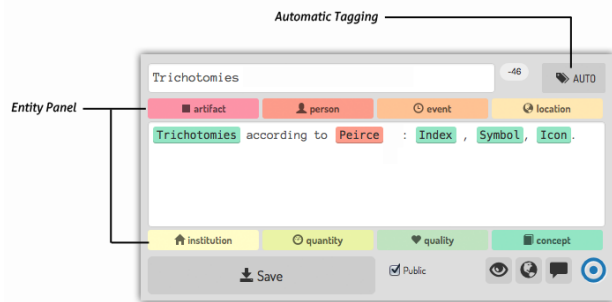 Automatic Tagging
Trichotomies
-46
AUTO
Entity Panel
artifact person event location
Trichotomies according to Peirce : Index , Symbol, Icon.
institution quantity quality concept
Save
Public